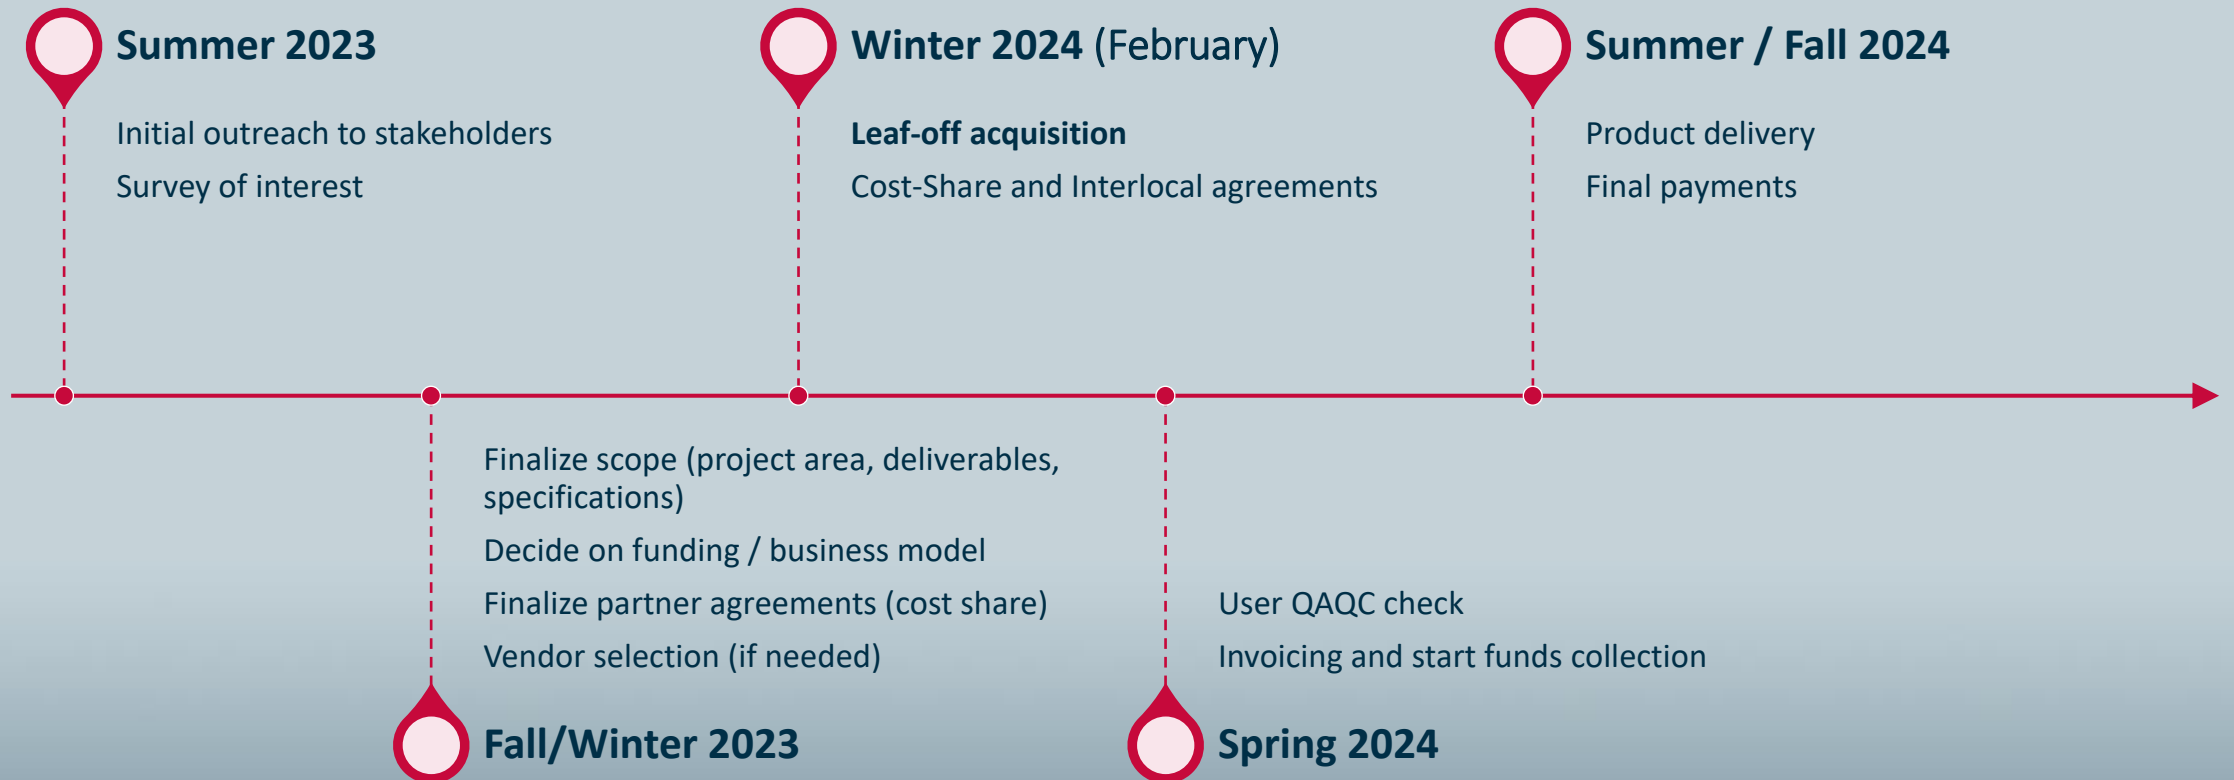 Summer 2023
Initial outreach to stakeholders
Survey of interest
Finalize scope (project area, deliverables,
specifications)
Decide on funding / business model
Finalize partner agreements (cost share)
Vendor selection (if needed)
Fall/Winter 2023
Winter 2024 (February)
Leaf-off acquisition
Cost-Share and Interlocal agreements
User QAQC check
Invoicing and start funds collection
Spring 2024
Summer / Fall 2024
Product delivery
Final payments